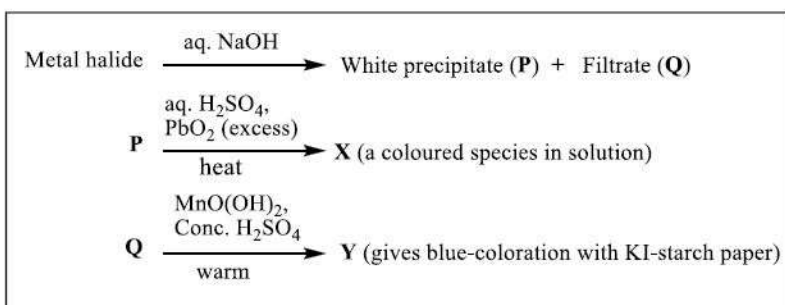 Metal halide aq. NaOH White precipitate (P) + Filtrate (Q)
P aq. H₂SO₄, PbO₂ (excess) heat X (a coloured species in solution)
Q MnO(OH)₂, Conc. H₂SO₄ warm Y (gives blue-coloration with KI-starch paper)